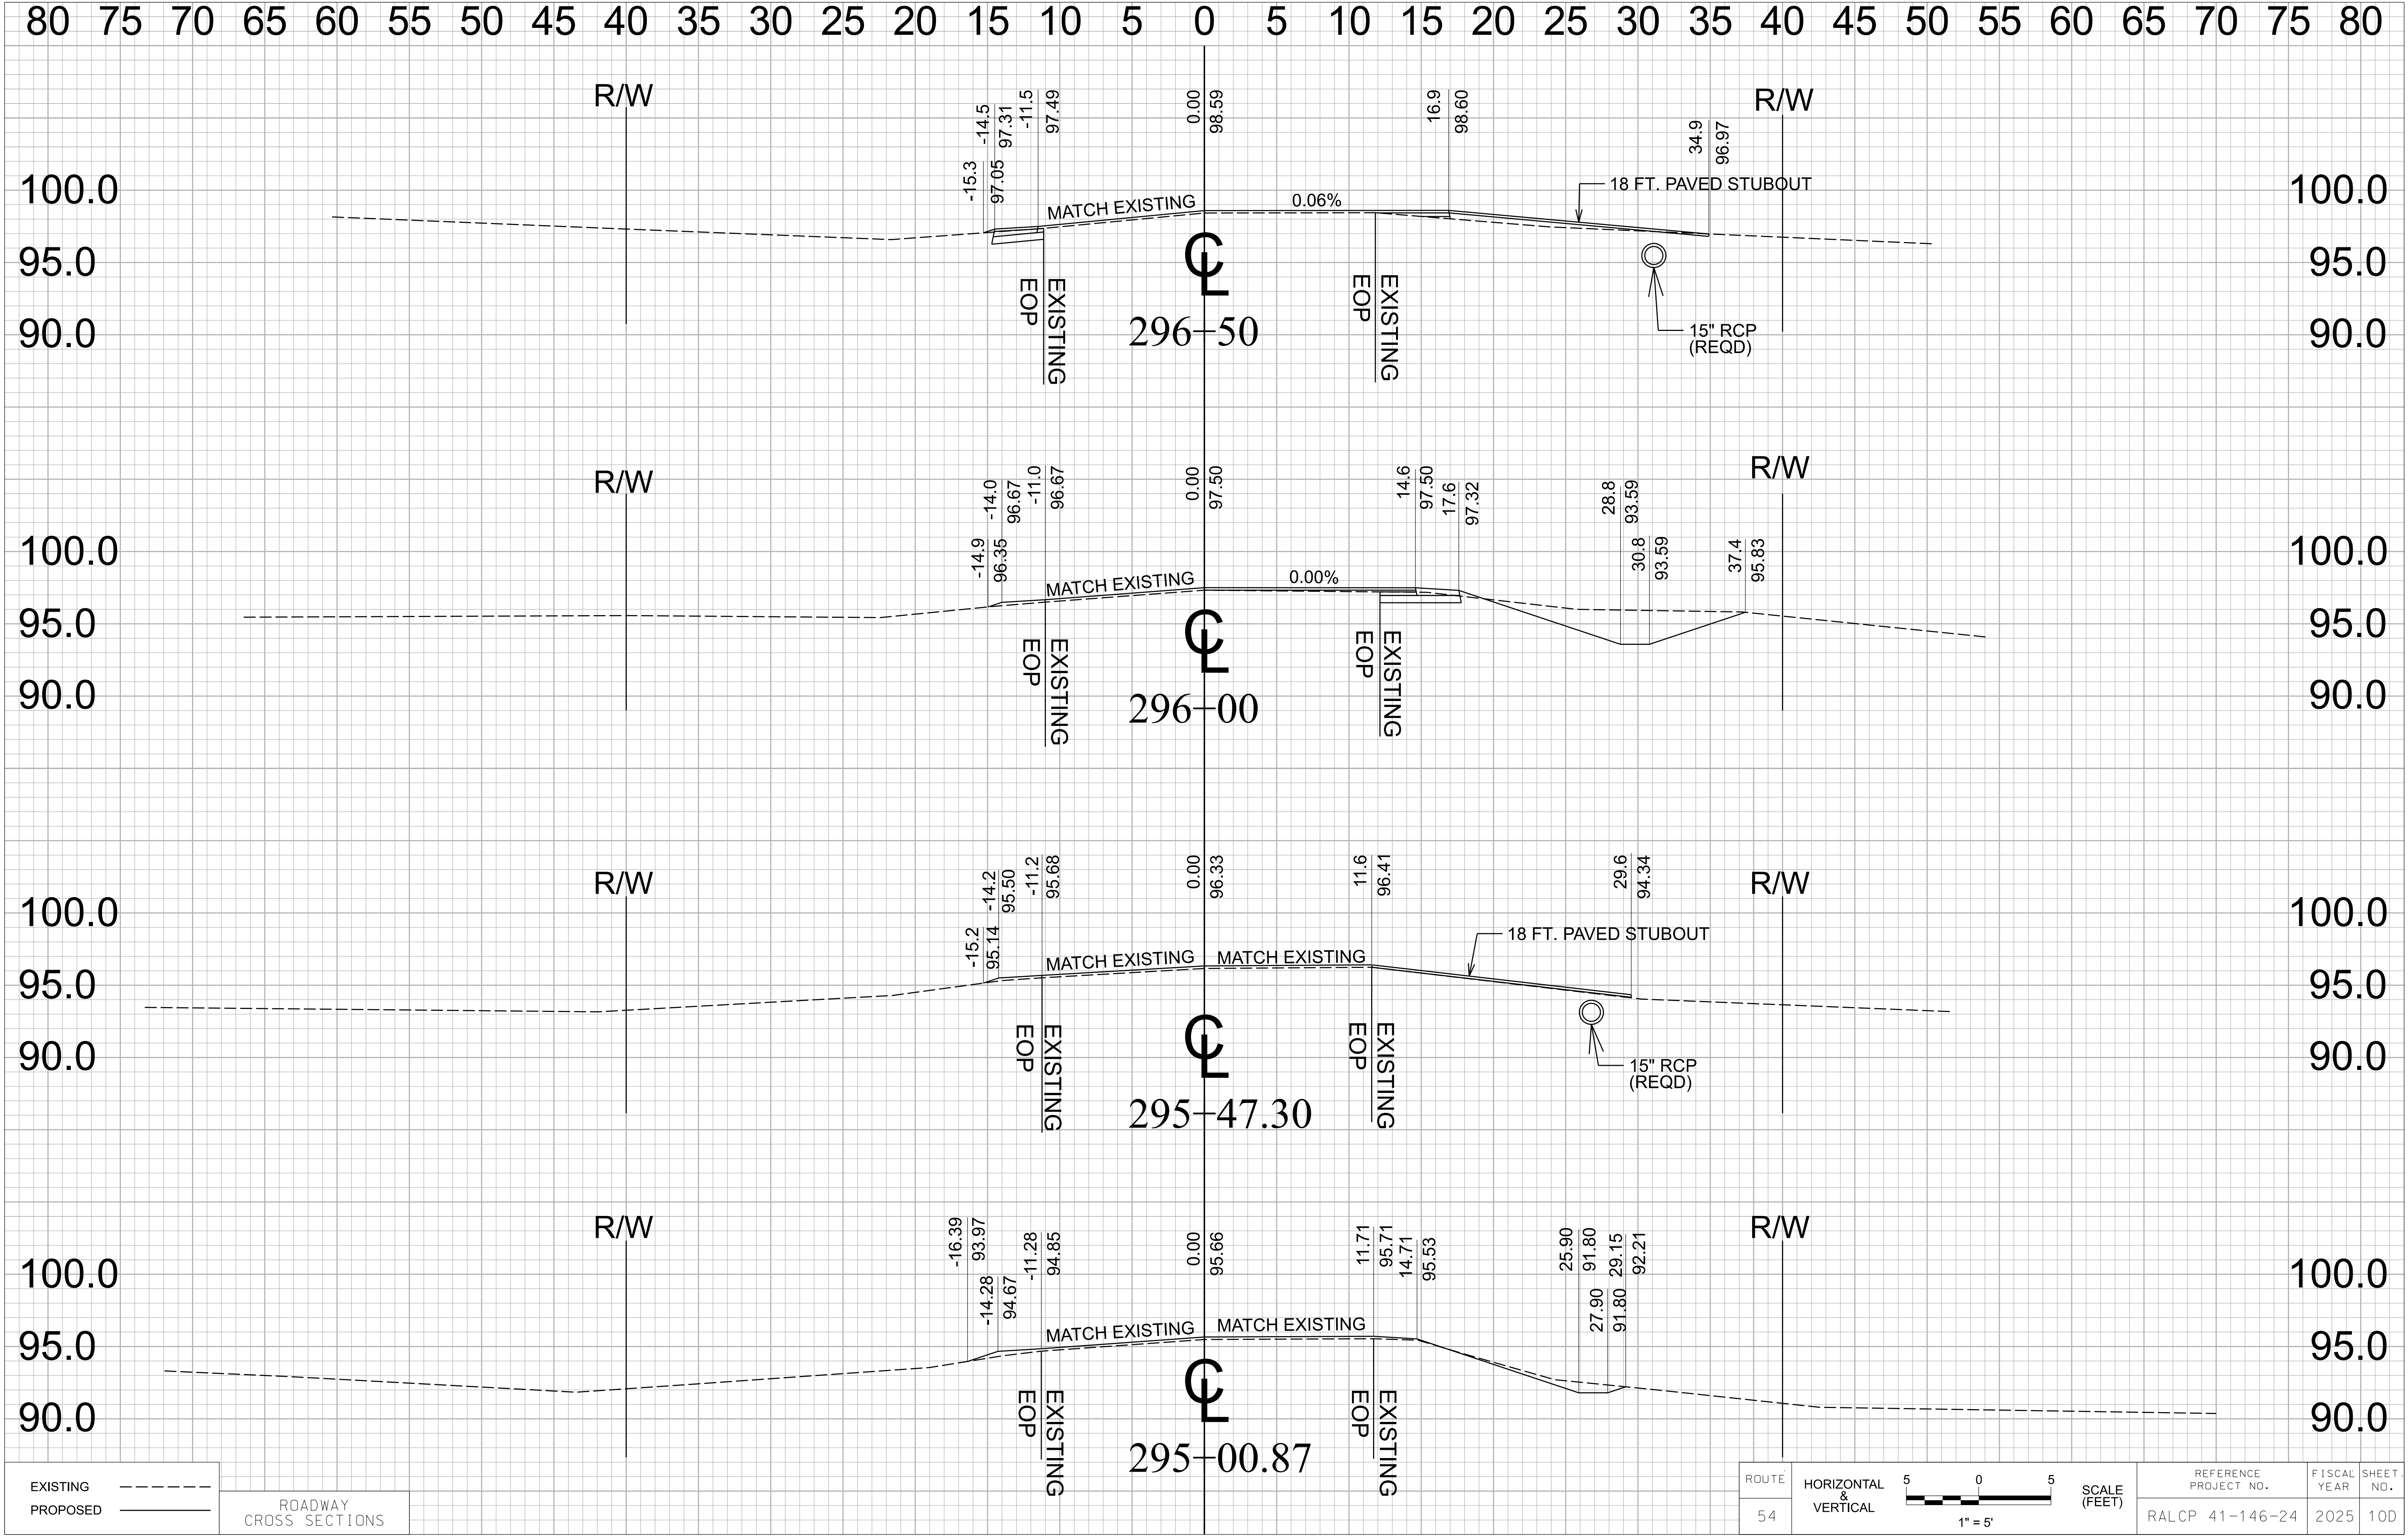 80 75 70 65 60 55 50 45 40 35 30 25 20 15 10 5 0 5 10 15 20 25 30 35 40 45 50 55 60 65 70 75 80
R/W
R/W
-15.3
97.05
-14.5
97.31
-11.5
97.49
0.00
98.59
16.9
98.60
34.9
96.97
100.0
100.0
MATCH EXISTING
0.06%
18 FT. PAVED STUBOUT
95.0
95.0
CL
EOP
EXISTING
EOP
EXISTING
90.0
90.0
296+50
15" RCP
(REQD)
R/W
R/W
-14.9
96.35
-14.0
96.67
-11.0
96.67
0.00
97.50
14.6
97.50
17.6
97.32
28.8
93.59
30.8
93.59
37.4
95.83
100.0
100.0
MATCH EXISTING
0.00%
95.0
95.0
CL
EOP
EXISTING
EOP
EXISTING
90.0
90.0
296+00
R/W
R/W
-15.2
95.14
-14.2
95.50
-11.2
95.68
0.00
96.33
11.6
96.41
29.6
94.34
100.0
100.0
MATCH EXISTING
MATCH EXISTING
18 FT. PAVED STUBOUT
95.0
95.0
CL
EOP
EXISTING
EOP
EXISTING
90.0
90.0
15" RCP
(REQD)
295+47.30
R/W
R/W
-16.39
93.97
-14.28
94.67
-11.28
94.85
0.00
95.66
11.71
95.71
14.71
95.53
25.90
91.80
27.90
91.80
29.15
92.21
100.0
100.0
MATCH EXISTING
MATCH EXISTING
95.0
95.0
CL
EOP
EXISTING
EOP
EXISTING
90.0
90.0
295+00.87
EXISTING
PROPOSED
ROADWAY
CROSS SECTIONS
ROUTE
54
HORIZONTAL
&
VERTICAL
5 0 5
1" = 5'
SCALE
(FEET)
REFERENCE
PROJECT NO.
RALCP 41-146-24
FISCAL
YEAR
2025
SHEET
NO.
10D